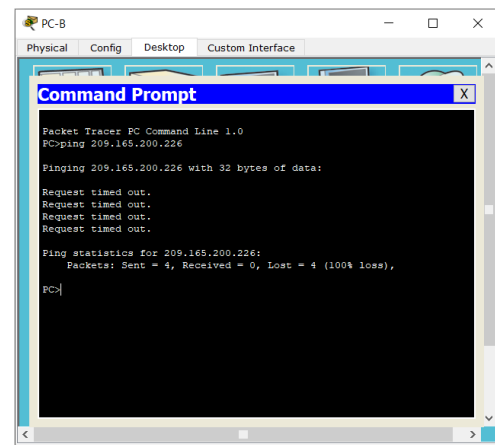 PC-B
Physical Config Desktop Custom Interface
Command Prompt
X
Packet Tracer PC Command Line 1.0
PC>ping 209.165.200.226
Pinging 209.165.200.226 with 32 bytes of data:
Request timed out.
Request timed out.
Request timed out.
Request timed out.
Ping statistics for 209.165.200.226:
Packets: Sent = 4, Received = 0, Lost = 4 (100% loss),
PC>